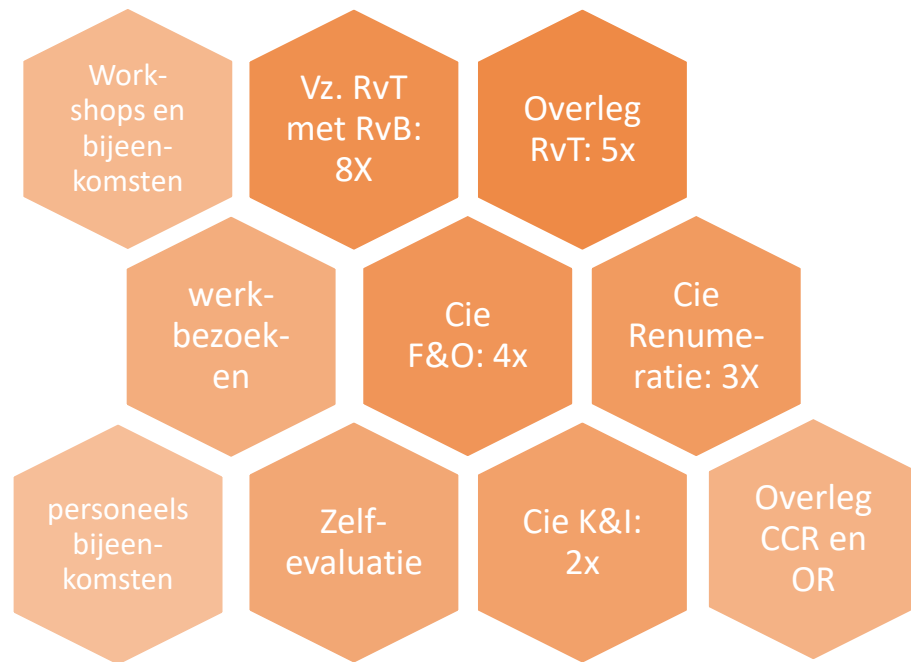 Work-
shops en
bijeen-
komsten
Vz. RvT
met RvB:
8X
Overleg
RvT: 5x
werk-
bezoek-
en
Cie
F&O: 4x
Cie
Renume-
ratie: 3X
personeels
bijeen-
komsten
Zelf-
evaluatie
Cie K&I:
2x
Overleg
CCR en
OR